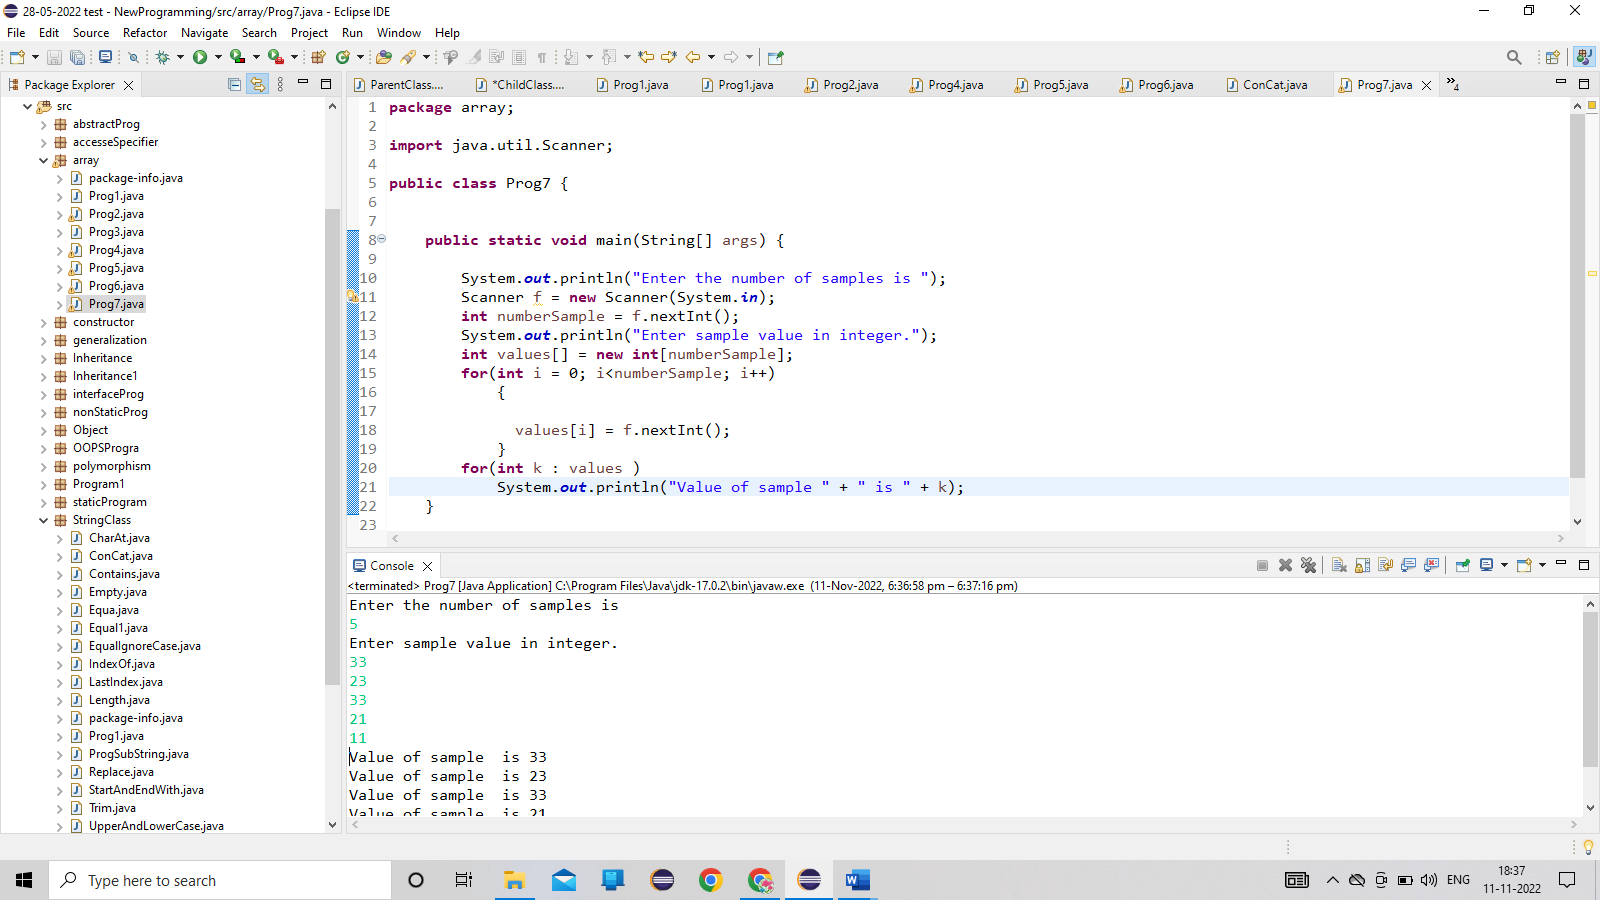 28-05-2022 test - NewProgramming/src/array/Prog7.java - Eclipse IDE
File Edit Source Refactor Navigate Search Project Run Window Help
Package Explorer
src
abstractProg
accesseSpecifier
array
package-info.java
Prog1.java
Prog2.java
Prog3.java
Prog4.java
Prog5.java
Prog6.java
Prog7.java
constructor
generalization
Inheritance
Inheritance1
interfaceProg
nonStaticProg
Object
OOPSProgra
polymorphism
Program1
staticProgram
StringClass
CharAt.java
ConCat.java
Contains.java
Empty.java
Equa.java
Equal1.java
EqualIgnoreCase.java
IndexOf.java
LastIndex.java
Length.java
package-info.java
Prog1.java
ProgSubString.java
Replace.java
StartAndEndWith.java
Trim.java
UpperAndLowerCase.java
ParentClass.... *ChildClass.... Prog1.java Prog1.java Prog2.java Prog4.java Prog5.java Prog6.java ConCat.java Prog7.java »4
1 package array;
2
3 import java.util.Scanner;
4
5 public class Prog7 {
6
7
8 public static void main(String[] args) {
9
10 System.out.println("Enter the number of samples is ");
11 Scanner f = new Scanner(System.in);
12 int numberSample = f.nextInt();
13 System.out.println("Enter sample value in integer.");
14 int values[] = new int[numberSample];
15 for(int i = 0; i<numberSample; i++)
16 {
17
18 values[i] = f.nextInt();
19 }
20 for(int k : values )
21 System.out.println("Value of sample " + " is " + k);
22 }
23
Console
<terminated> Prog7 [Java Application] C:\Program Files\Java\jdk-17.0.2\bin\javaw.exe (11-Nov-2022, 6:36:58 pm – 6:37:16 pm)
Enter the number of samples is
5
Enter sample value in integer.
33
23
33
21
11
Value of sample  is 33
Value of sample  is 23
Value of sample  is 33
Value of sample  is 21
Type here to search
ENG
18:37
11-11-2022